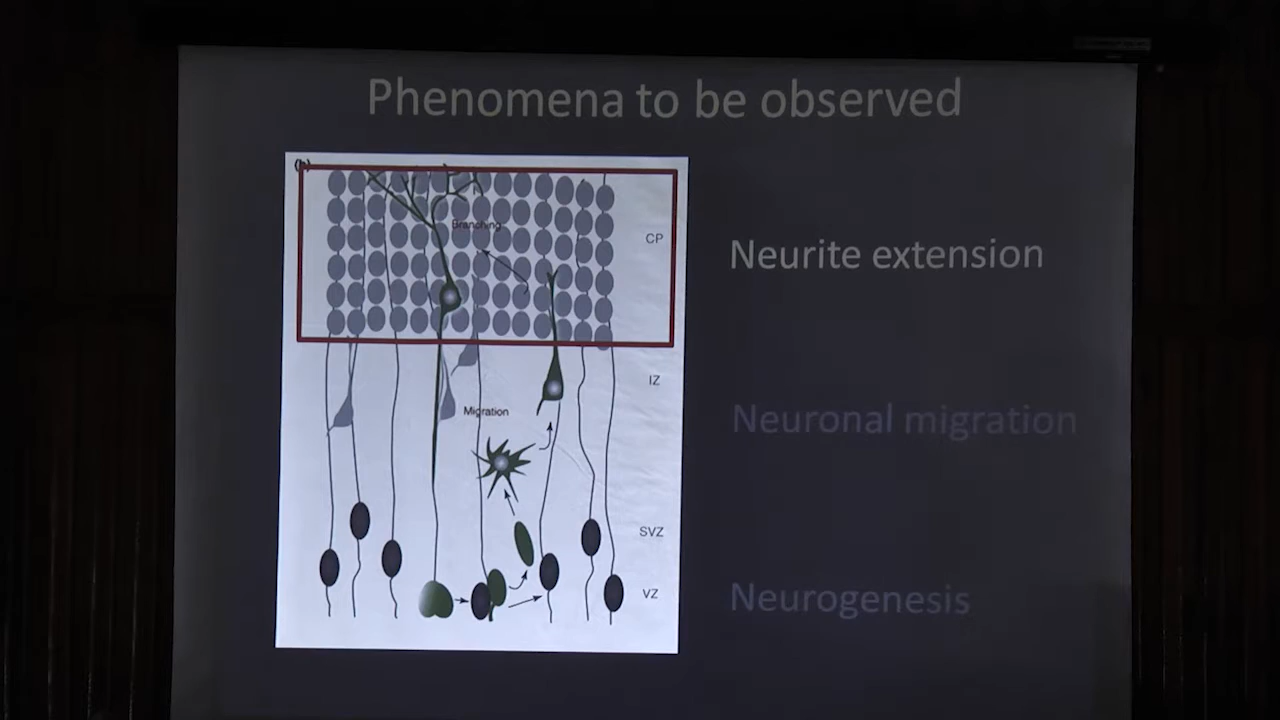 Phenomena to be observed
Branching
CP
Neurite extension
IZ
Migration
Neuronal migration
SVZ
VZ
Neurogenesis